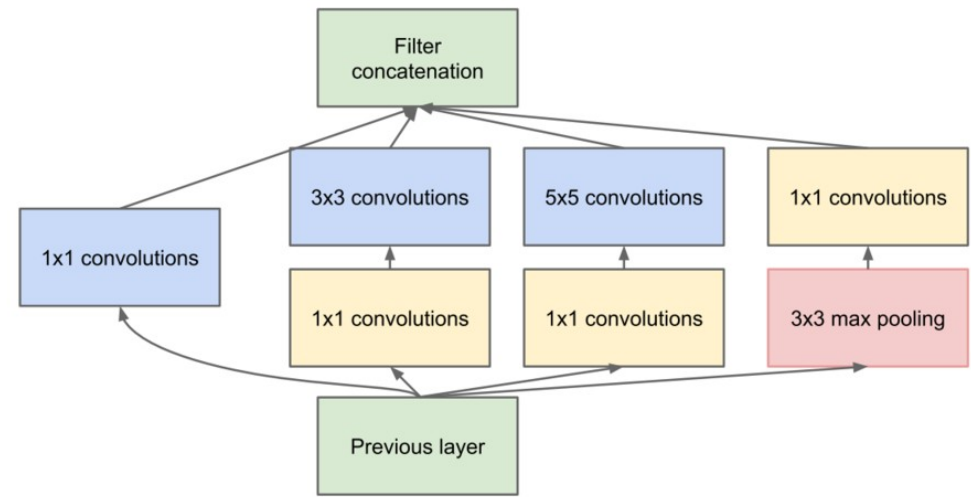 Filter
concatenation
3x3 convolutions
5x5 convolutions
1x1 convolutions
1x1 convolutions
1x1 convolutions
1x1 convolutions
3x3 max pooling
Previous layer